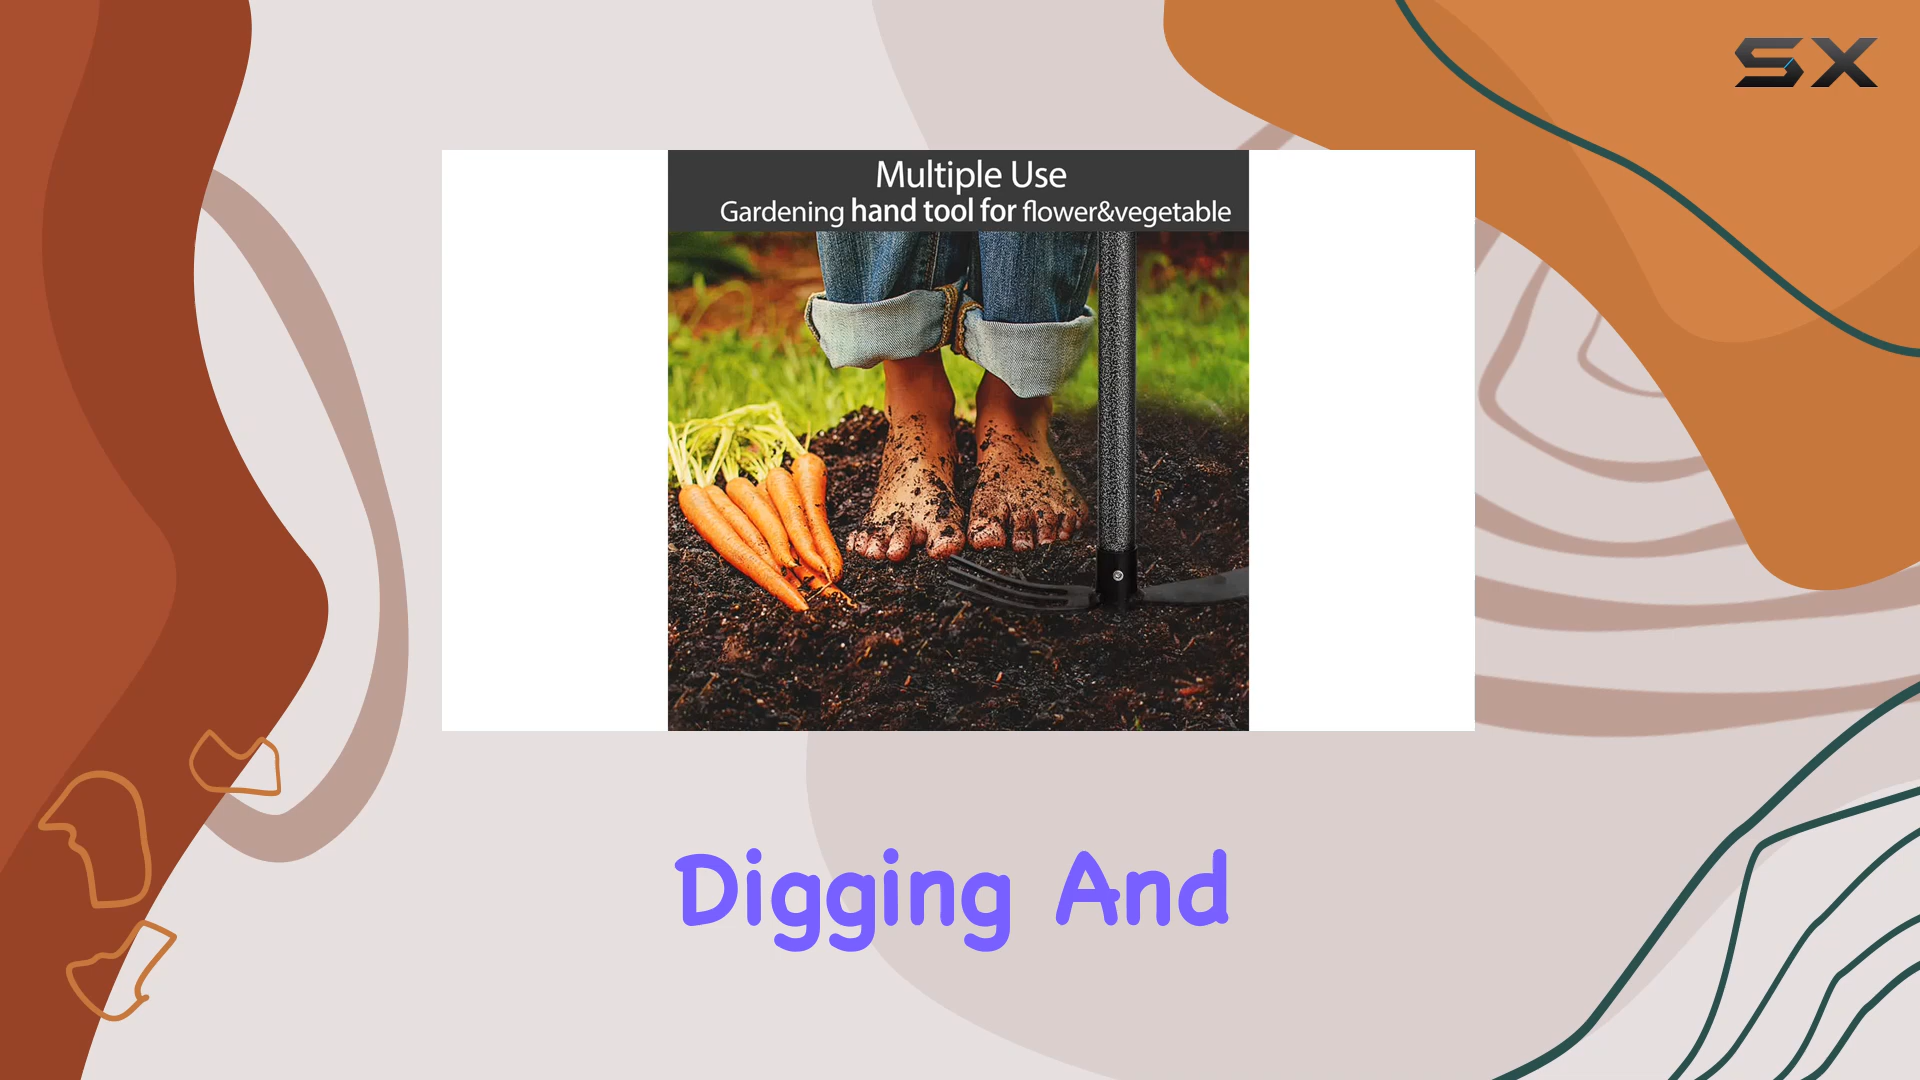 SX
Multiple Use
Gardening hand tool for flower&vegetable
Digging And